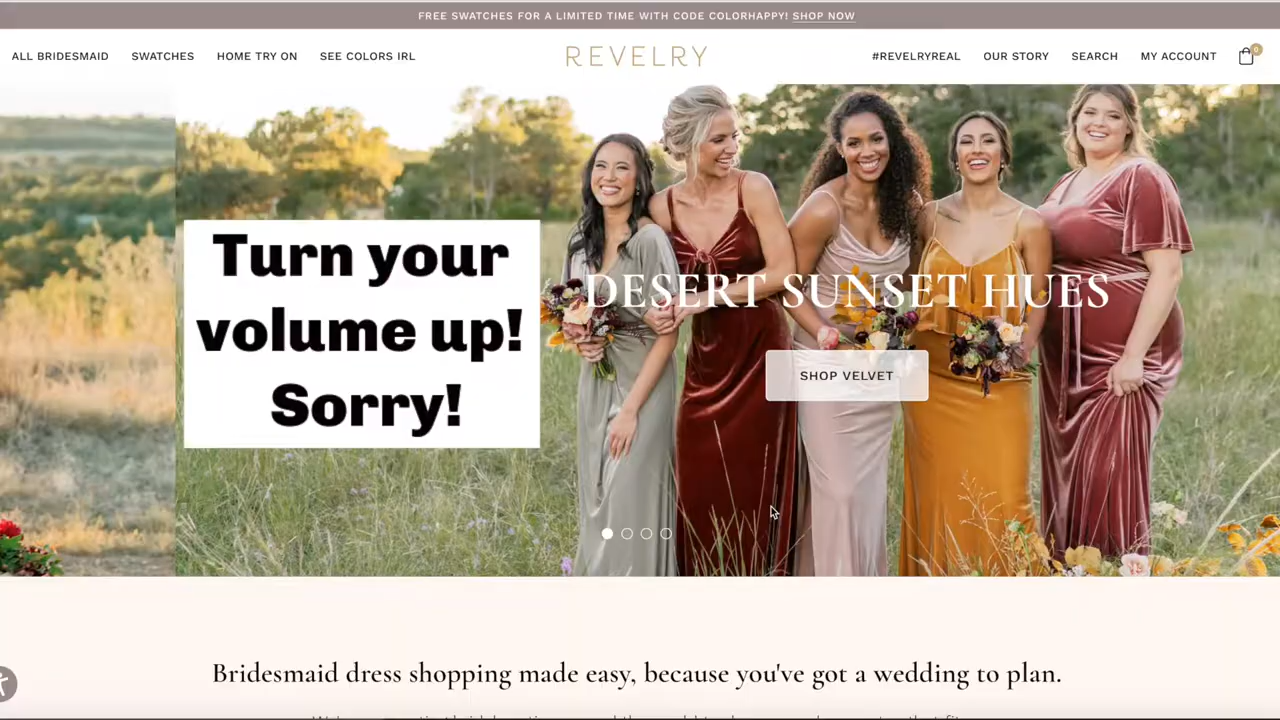 FREE SWATCHES FOR A LIMITED TIME WITH CODE COLORHAPPY! SHOP NOW
ALL BRIDESMAID SWATCHES HOME TRY ON SEE COLORS IRL REVELRY #REVELRYREAL OUR STORY SEARCH MY ACCOUNT 0
Turn your
volume up!
Sorry!
DESERT SUNSET HUES
SHOP VELVET
Bridesmaid dress shopping made easy, because you've got a wedding to plan.